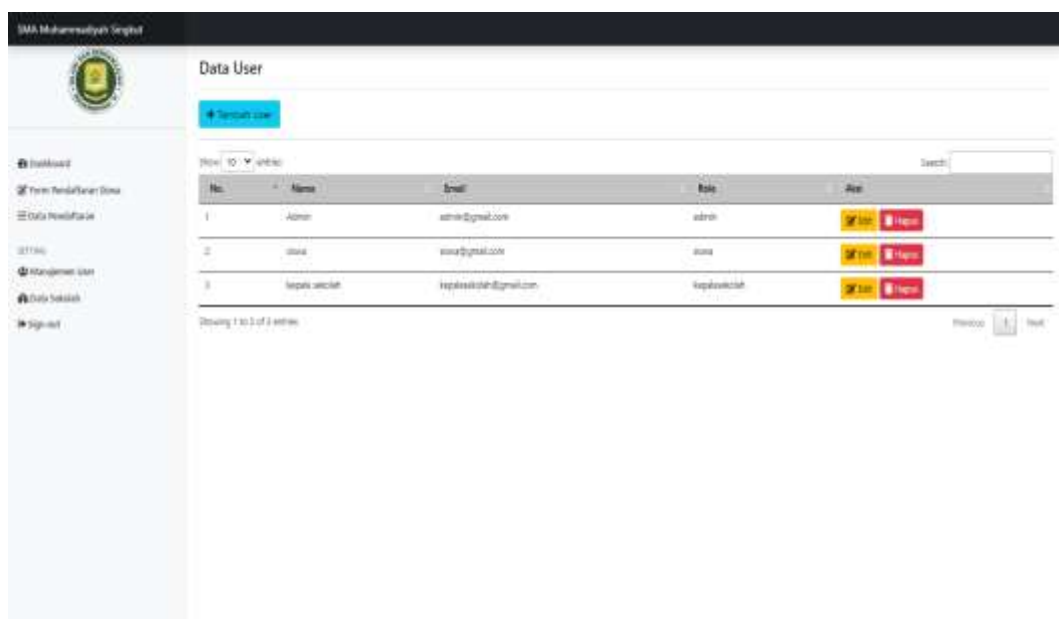 SMA Muhammadiyah Singkut
Data User
+ Tambah User
Dashboard
Form Pendaftaran Siswa
Data Pendaftaran
SETTING
Manajemen User
Data Sekolah
Sign out
Show 10 entries
Search:
No. Name Email Role Aksi
1 Admin admin@gmail.com admin Edit Hapus
2 siswa siswa@gmail.com siswa Edit Hapus
3 kepala sekolah kepalasekolah@gmail.com kepalasekolah Edit Hapus
Showing 1 to 3 of 3 entries
Previous 1 Next